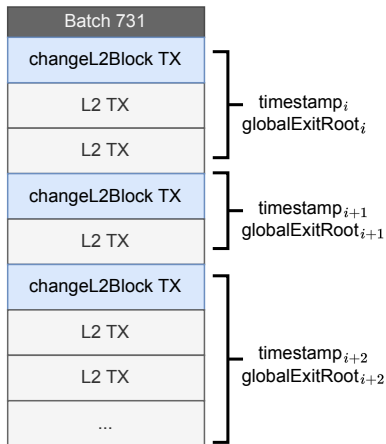 Batch 731
changeL2Block TX
L2 TX
L2 TX
timestamp_i
globalExitRoot_i
changeL2Block TX
L2 TX
timestamp_{i+1}
globalExitRoot_{i+1}
changeL2Block TX
L2 TX
L2 TX
...
timestamp_{i+2}
globalExitRoot_{i+2}